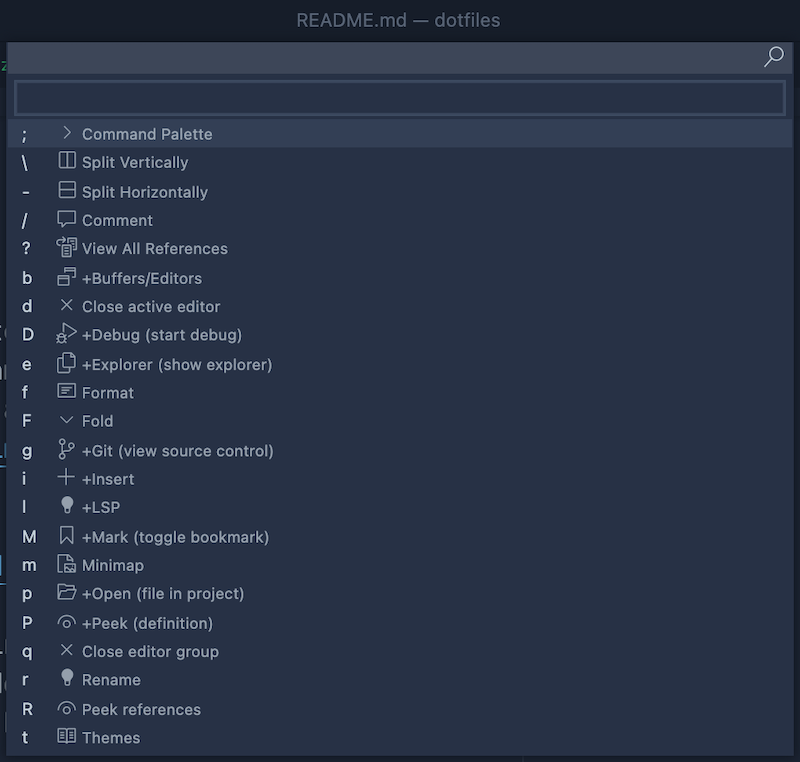 README.md — dotfiles
; Command Palette
\ Split Vertically
- Split Horizontally
/ Comment
? View All References
b +Buffers/Editors
d Close active editor
D +Debug (start debug)
e +Explorer (show explorer)
f Format
F Fold
g +Git (view source control)
i +Insert
l +LSP
M +Mark (toggle bookmark)
m Minimap
p +Open (file in project)
P +Peek (definition)
q Close editor group
r Rename
R Peek references
t Themes